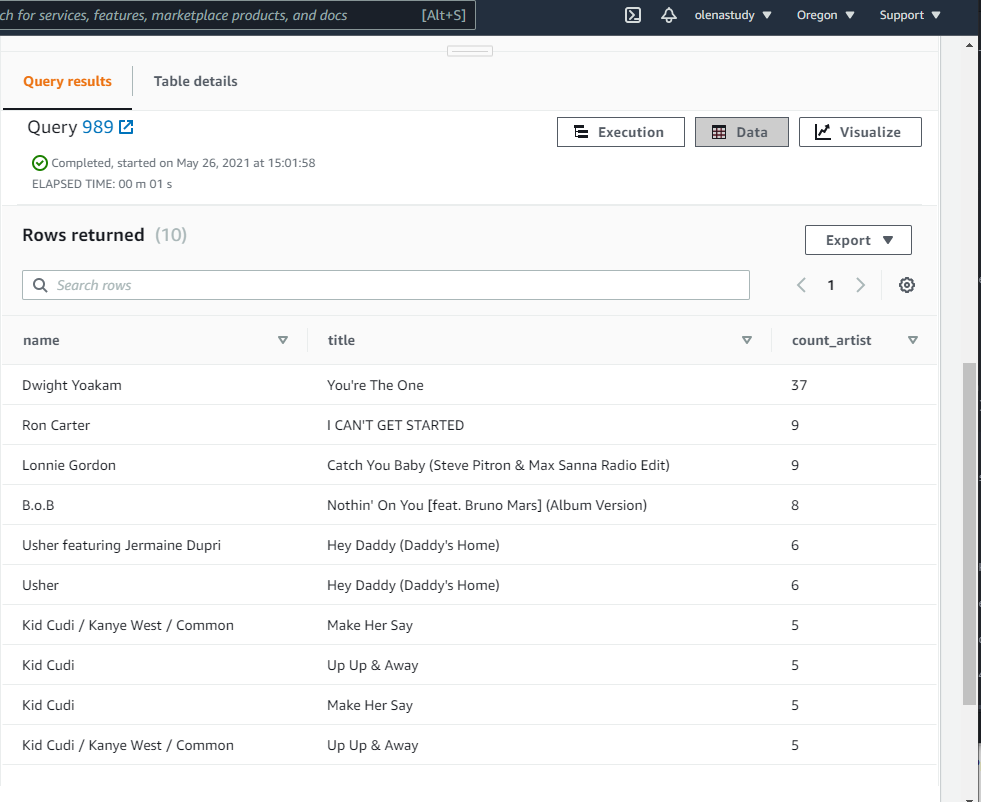 ch for services, features, marketplace products, and docs [Alt+S] olenastudy Oregon Support
Query results Table details
Query 989 Execution Data Visualize
Completed, started on May 26, 2021 at 15:01:58
ELAPSED TIME: 00 m 01 s
Rows returned (10) Export
Search rows 1
name title count_artist
Dwight Yoakam You're The One 37
Ron Carter I CAN'T GET STARTED 9
Lonnie Gordon Catch You Baby (Steve Pitron & Max Sanna Radio Edit) 9
B.o.B Nothin' On You [feat. Bruno Mars] (Album Version) 8
Usher featuring Jermaine Dupri Hey Daddy (Daddy's Home) 6
Usher Hey Daddy (Daddy's Home) 6
Kid Cudi / Kanye West / Common Make Her Say 5
Kid Cudi Up Up & Away 5
Kid Cudi Make Her Say 5
Kid Cudi / Kanye West / Common Up Up & Away 5